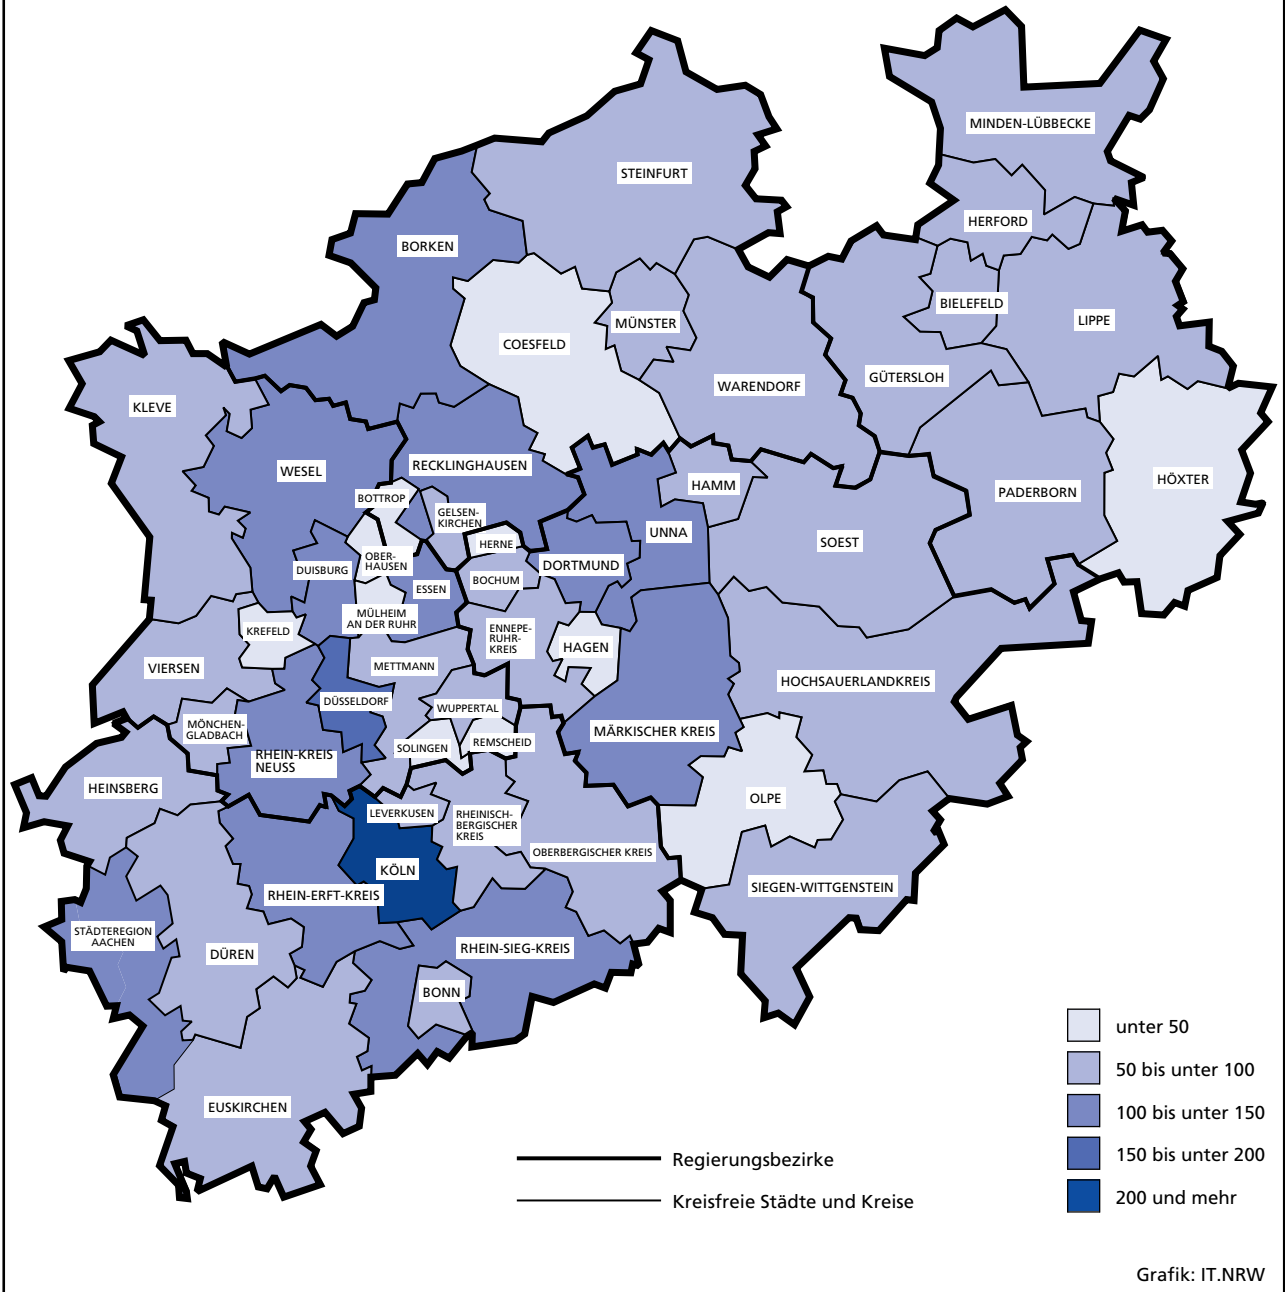 MINDEN-LÜBBECKE
STEINFURT
HERFORD
BORKEN
BIELEFELD
LIPPE
MÜNSTER
COESFELD
GÜTERSLOH
WARENDORF
KLEVE
RECKLINGHAUSEN
WESEL
HÖXTER
HAMM
PADERBORN
BOTTROP
GELSEN-
KIRCHEN
UNNA
SOEST
HERNE
OBER-
HAUSEN
DORTMUND
DUISBURG
BOCHUM
ESSEN
MÜLHEIM
AN DER RUHR
KREFELD
ENNEPE-
RUHR-
KREIS
HAGEN
VIERSEN
METTMANN
HOCHSAUERLANDKREIS
DÜSSELDORF
WUPPERTAL
MÖNCHEN-
GLADBACH
MÄRKISCHER KREIS
SOLINGEN
REMSCHEID
RHEIN-KREIS
NEUSS
HEINSBERG
OLPE
LEVERKUSEN
RHEINISCH-
BERGISCHER
KREIS
OBERBERGISCHER KREIS
KÖLN
SIEGEN-WITTGENSTEIN
RHEIN-ERFT-KREIS
STÄDTEREGION
AACHEN
RHEIN-SIEG-KREIS
DÜREN
BONN
EUSKIRCHEN
unter 50
50 bis unter 100
100 bis unter 150
150 bis unter 200
200 und mehr
Regierungsbezirke
Kreisfreie Städte und Kreise
Grafik: IT.NRW